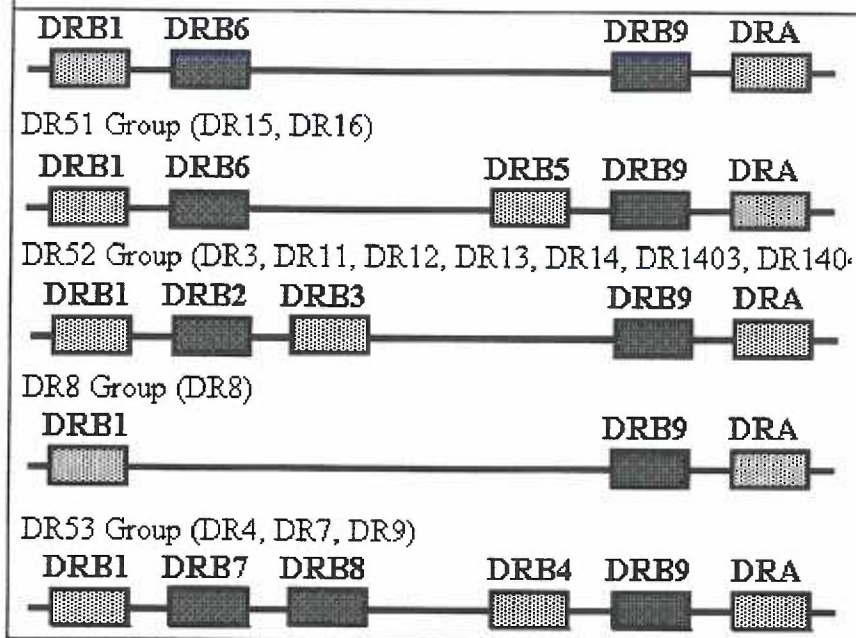 DRB1 DRB6 DRB9 DRA
DR51 Group (DR15, DR16)
DRB1 DRB6 DRB5 DRB9 DRA
DR52 Group (DR3, DR11, DR12, DR13, DR14, DR1403, DR140
DRB1 DRB2 DRB3 DRB9 DRA
DR8 Group (DR8)
DRB1 DRB9 DRA
DR53 Group (DR4, DR7, DR9)
DRB1 DRB7 DRB8 DRB4 DRB9 DRA